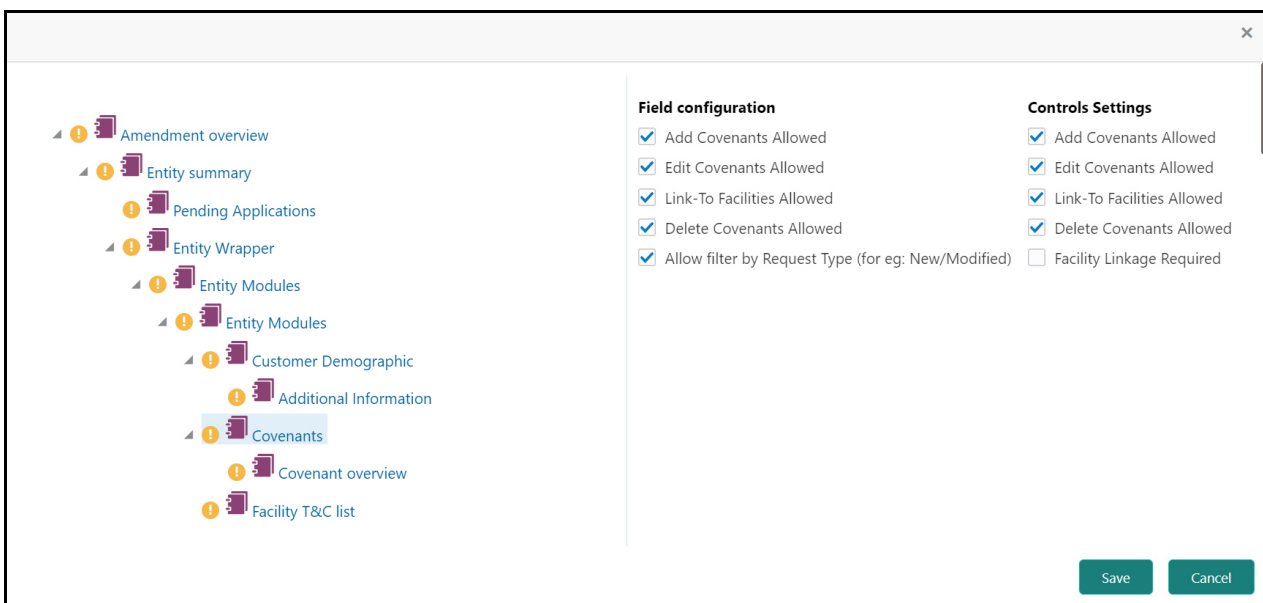 ×
Amendment overview
Entity summary
Pending Applications
Entity Wrapper
Entity Modules
Entity Modules
Customer Demographic
Additional Information
Covenants
Covenant overview
Facility T&C list
Field configuration
Add Covenants Allowed
Edit Covenants Allowed
Link-To Facilities Allowed
Delete Covenants Allowed
Allow filter by Request Type (for eg: New/Modified)
Controls Settings
Add Covenants Allowed
Edit Covenants Allowed
Link-To Facilities Allowed
Delete Covenants Allowed
Facility Linkage Required
Save
Cancel